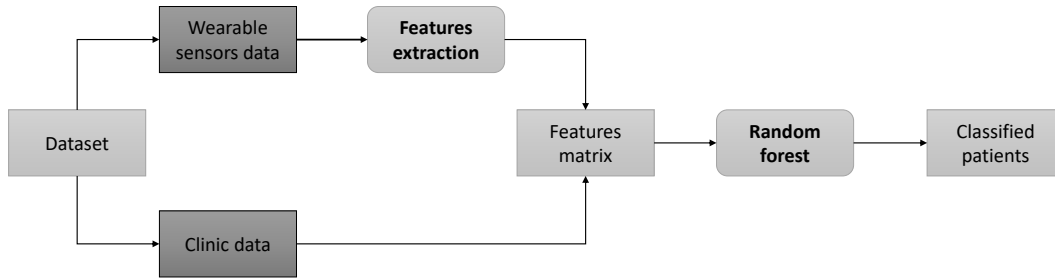 Wearable
sensors data
Features
extraction
Dataset
Features
matrix
Random
forest
Classified
patients
Clinic data